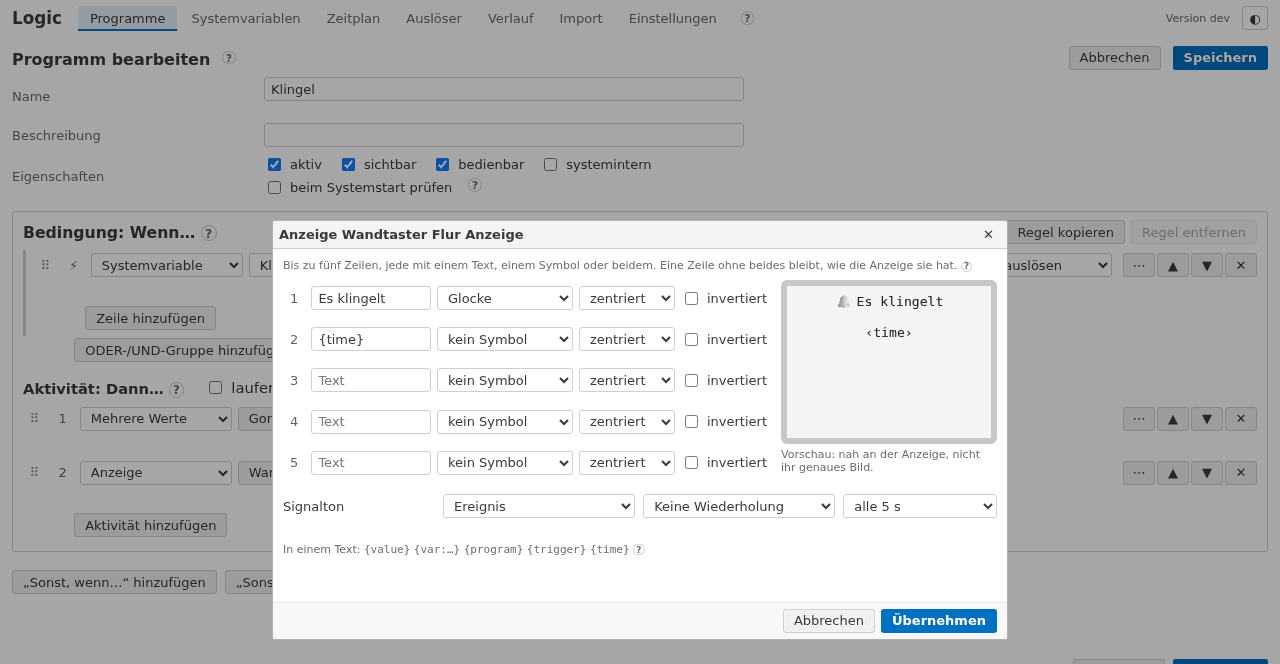 Logic Programme Systemvariablen Zeitplan Auslöser Verlauf Import Einstellungen ? Version dev
Programm bearbeiten ? Abbrechen Speichern
Name Klingel
Beschreibung
Eigenschaften aktiv sichtbar bedienbar systemintern
beim Systemstart prüfen ?
Bedingung: Wenn… ? Regel kopieren Regel entfernen
Systemvariable auslösen ⋯ ▲ ▼ ✕
Zeile hinzufügen
ODER-/UND-Gruppe
Aktivität: Dann… ?
1 Mehrere Werte ⋯ ▲ ▼ ✕
2 Anzeige ⋯ ▲ ▼ ✕
Aktivität hinzufügen
„Sonst, wenn…“ hinzufügen
Anzeige Wandtaster Flur Anzeige ✕
Bis zu fünf Zeilen, jede mit einem Text, einem Symbol oder beidem. Eine Zeile ohne beides bleibt, wie die Anzeige sie hat. ?
1 Es klingelt Glocke zentriert invertiert
2 {time} kein Symbol zentriert invertiert
3 Text kein Symbol zentriert invertiert
4 Text kein Symbol zentriert invertiert
5 Text kein Symbol zentriert invertiert
Es klingelt
‹time›
Vorschau: nah an der Anzeige, nicht
ihr genaues Bild.
Signalton Ereignis Keine Wiederholung alle 5 s
In einem Text: {value} {var:…} {program} {trigger} {time} ?
Abbrechen Übernehmen